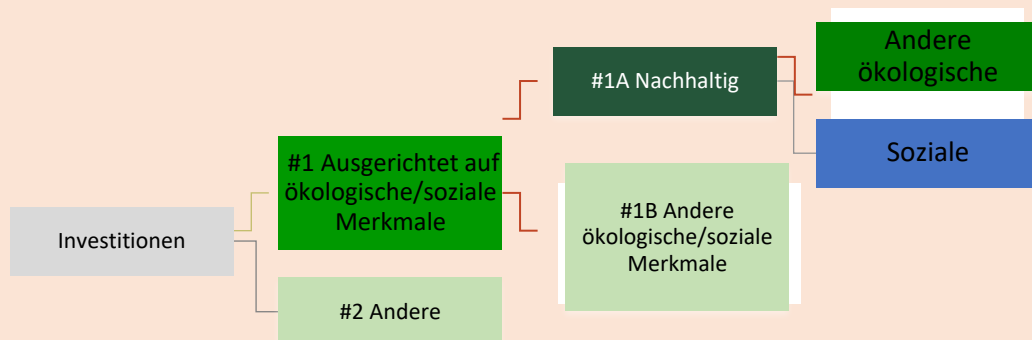 Investitionen
#1 Ausgerichtet auf
ökologische/soziale
Merkmale
#2 Andere
#1A Nachhaltig
#1B Andere
ökologische/soziale
Merkmale
Andere
ökologische
Soziale